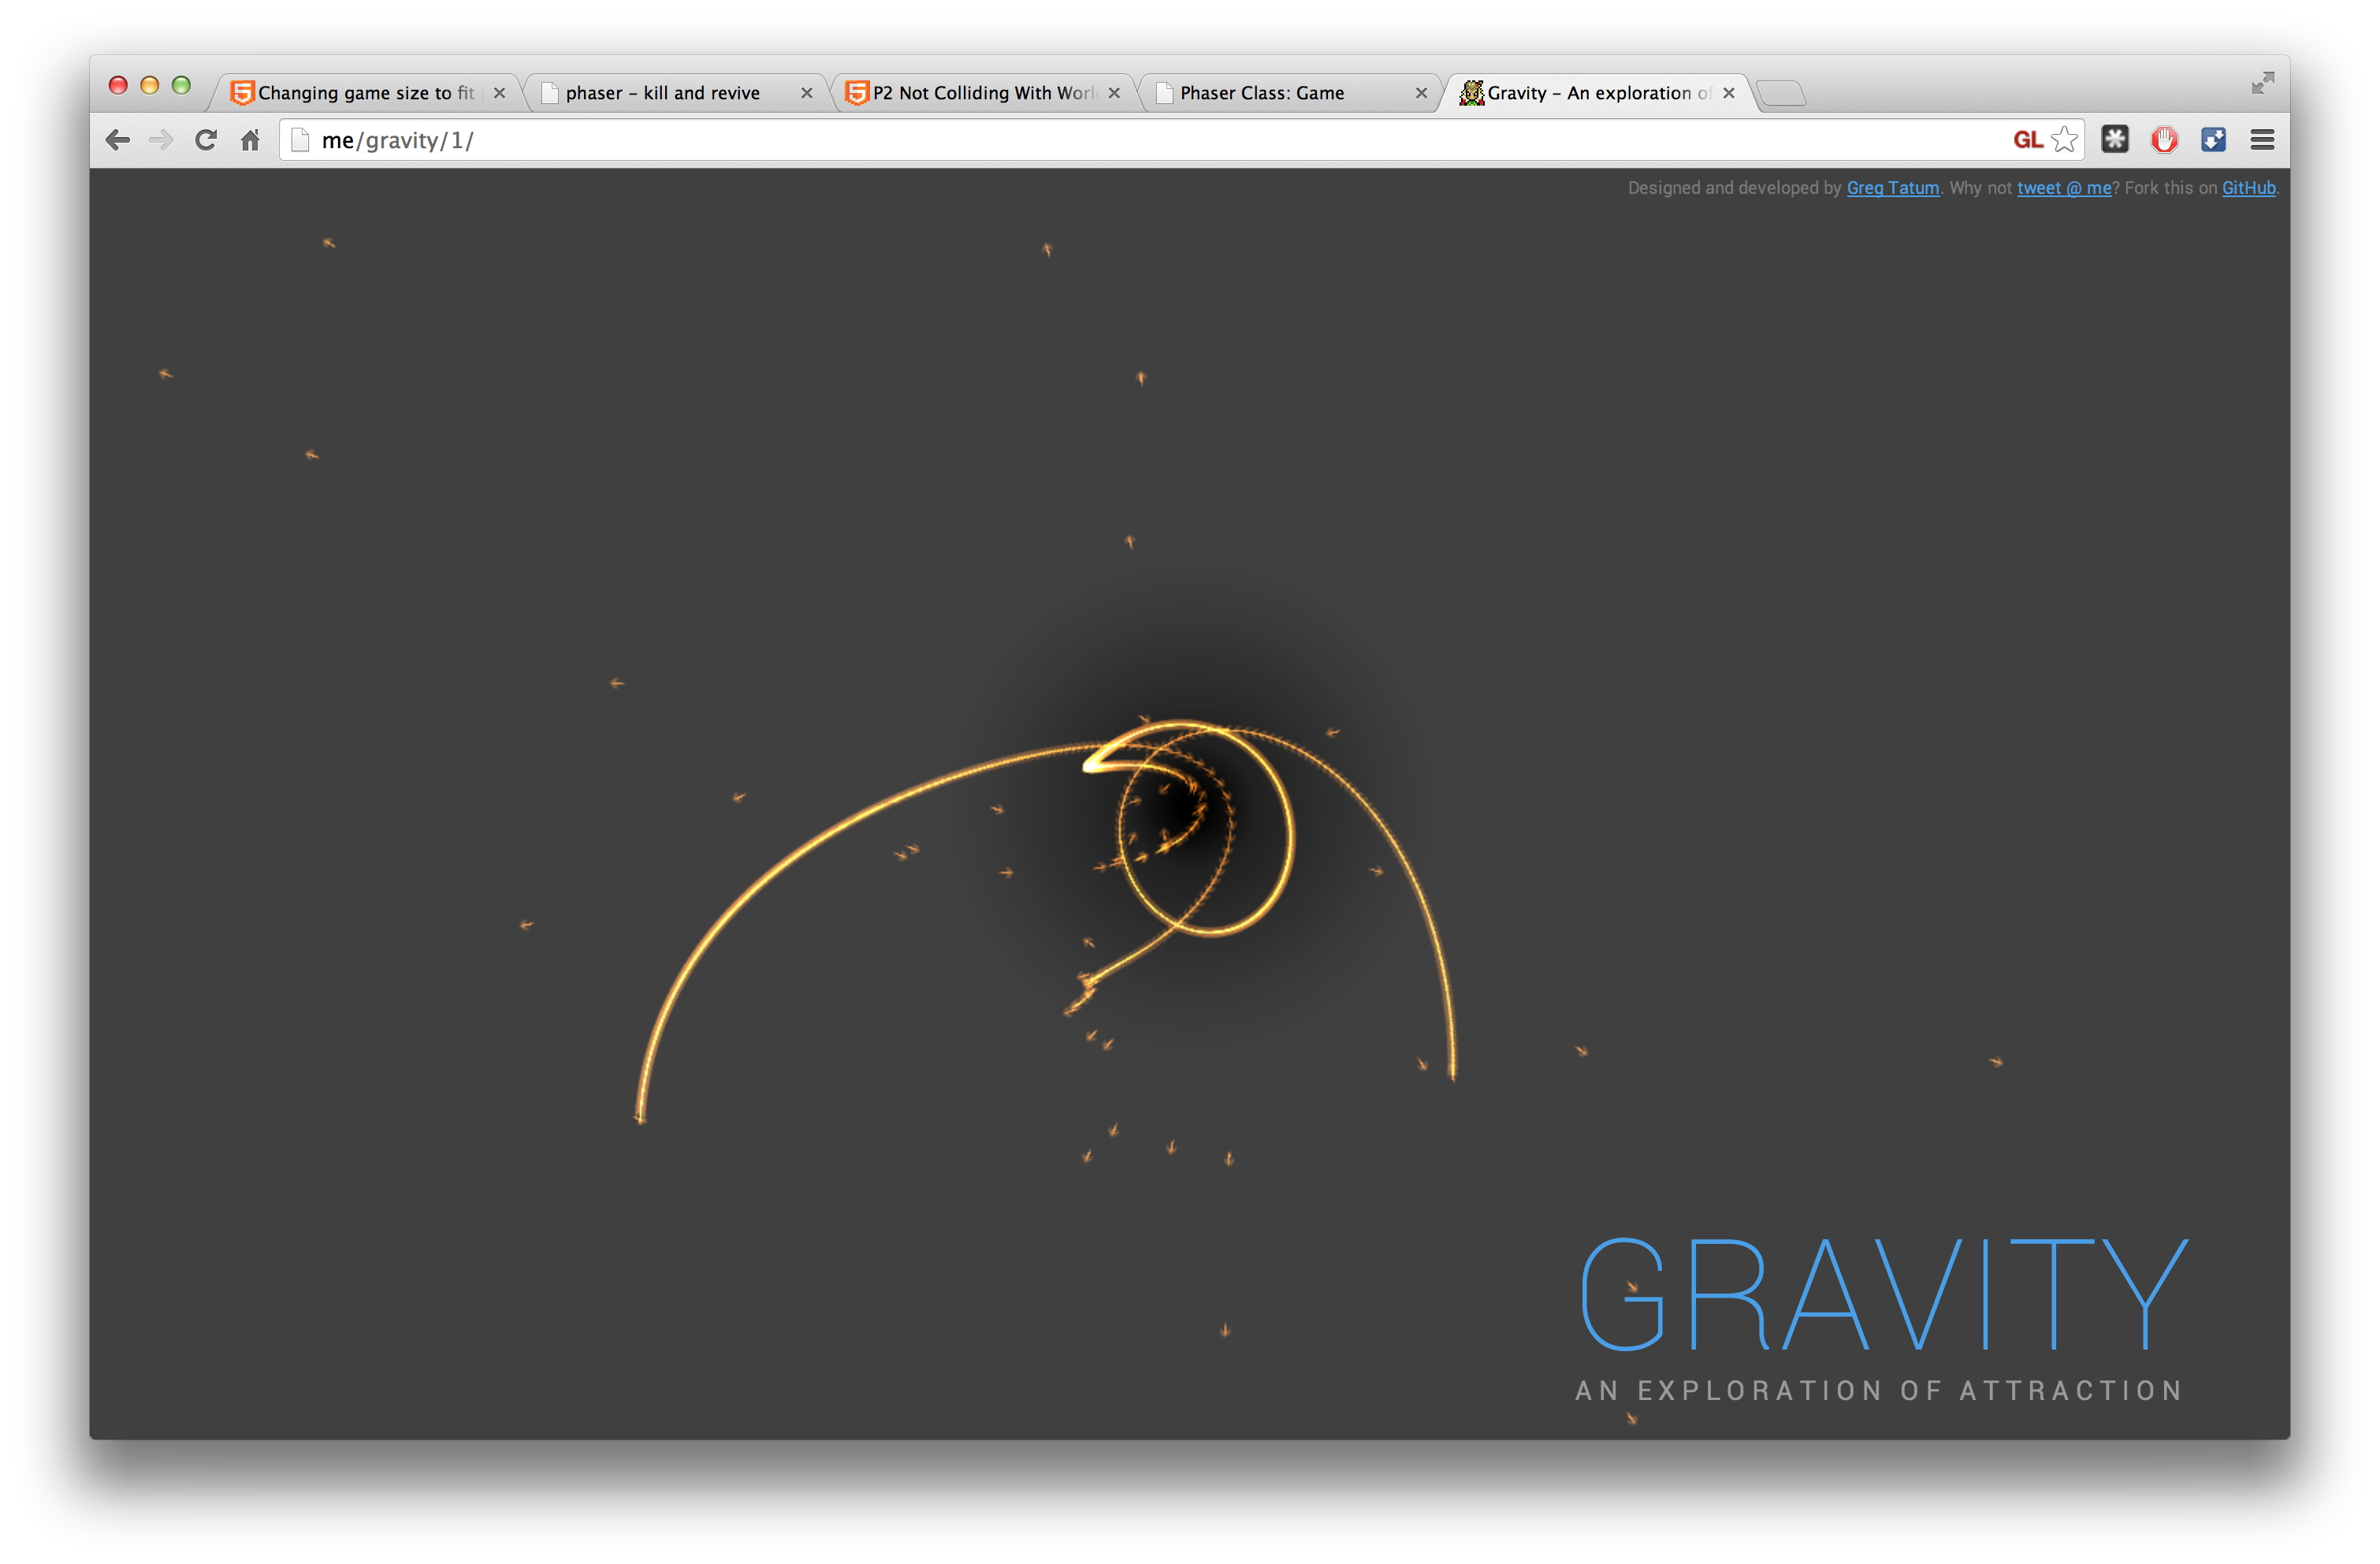 Changing game size to fit
phaser – kill and revive
P2 Not Colliding With Worl
Phaser Class: Game
Gravity – An exploration of
me/gravity/1/
GL
Designed and developed by Greg Tatum. Why not tweet @ me? Fork this on GitHub.
GRAVITY
AN EXPLORATION OF ATTRACTION